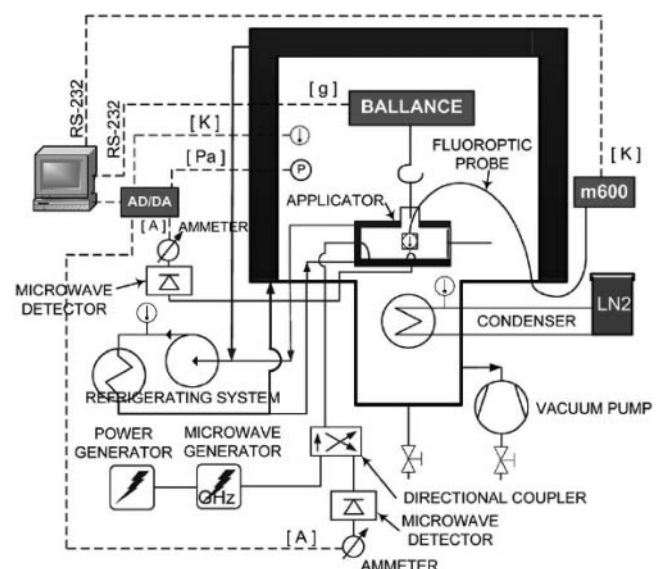 RS-232
RS-232
[ g ]
BALLANCE
[ K ]
FLUOROPTIC
PROBE
[ K ]
[ Pa ]
P
m600
AD/DA
APPLICATOR
[ A ]
AMMETER
MICROWAVE
DETECTOR
LN2
CONDENSER
REFRIGERATING SYSTEM
VACUUM PUMP
POWER
GENERATOR
MICROWAVE
GENERATOR
GHz
DIRECTIONAL COUPLER
MICROWAVE
DETECTOR
[ A ]
AMMETER